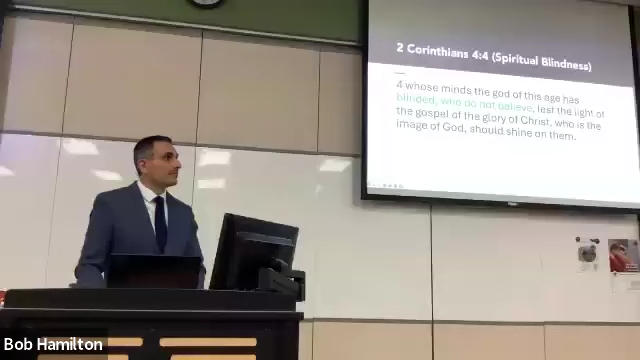 2 Corinthians 4:4 (Spiritual Blindness)
4 whose minds the god of this age has
blinded, who do not believe, lest the light of
the gospel of the glory of Christ, who is the
image of God, should shine on them.
Bob Hamilton